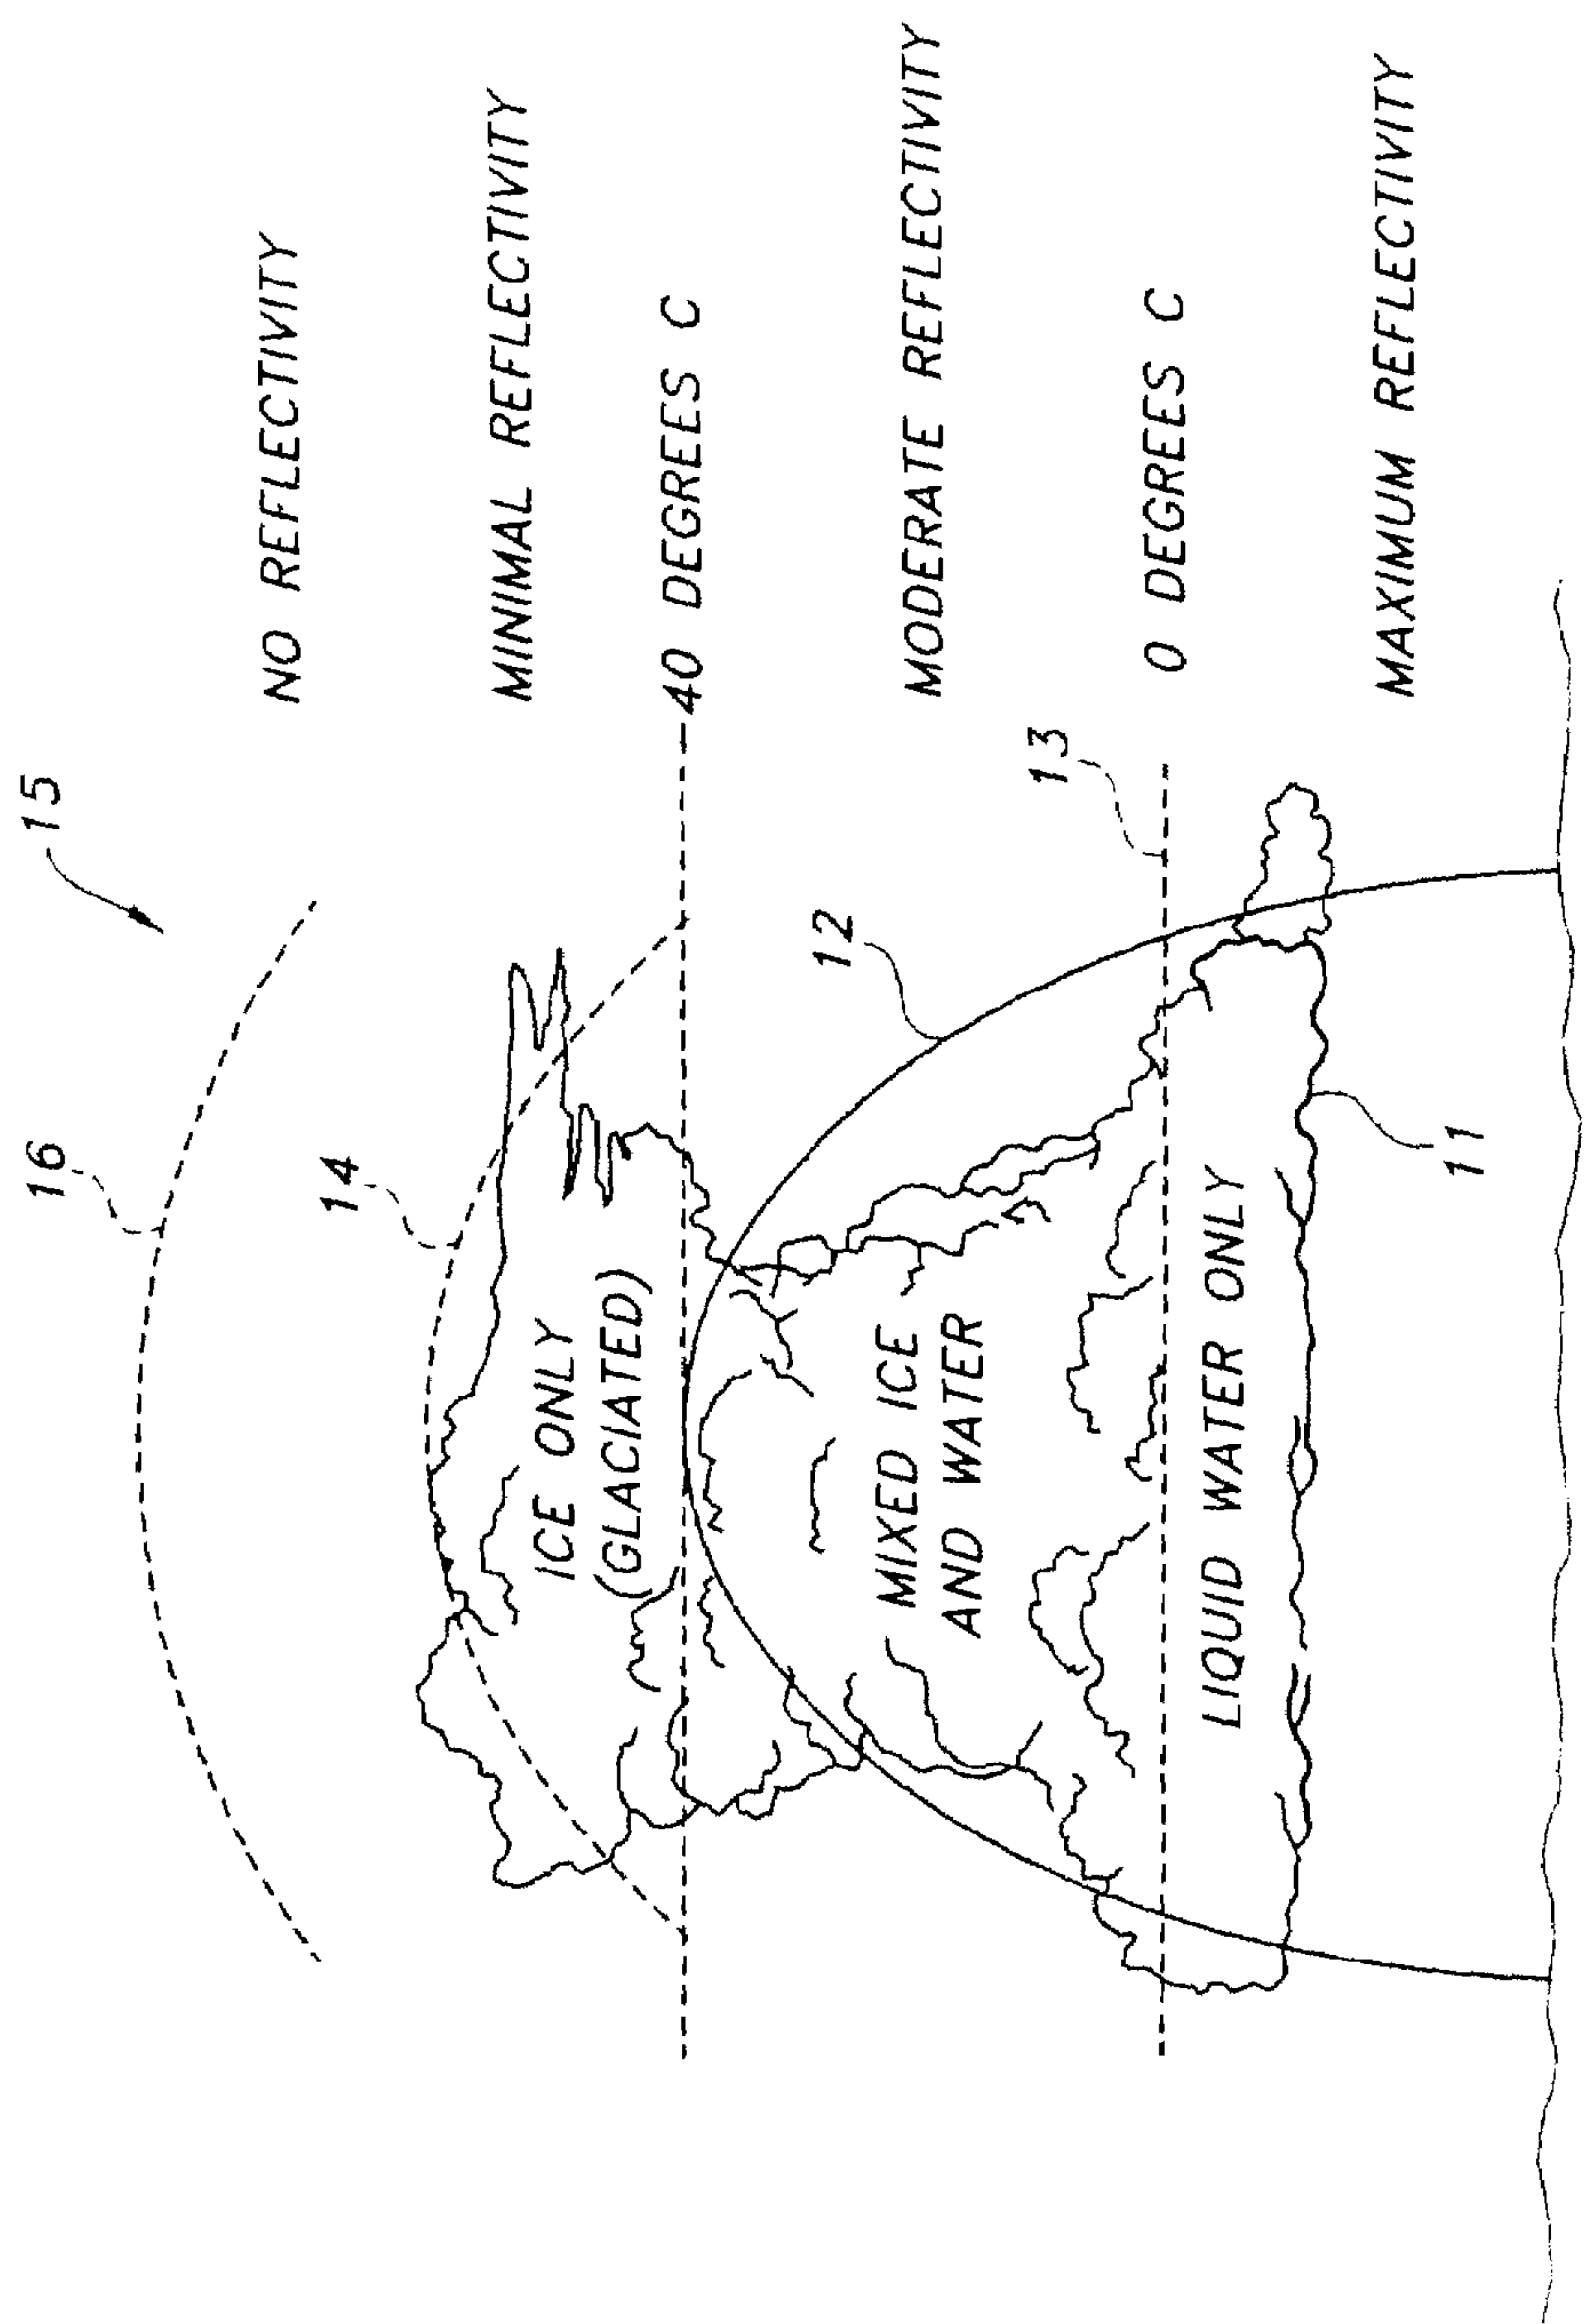 16
15
NO REFLECTIVITY
14
MINIMAL REFLECTIVITY
ICE ONLY
(GLACIATED)
-40 DEGREES C
12
MODERATE REFLECTIVITY
MIXED ICE
AND WATER
13
0 DEGREES C
LIQUID WATER ONLY
MAXIMUM REFLECTIVITY
11